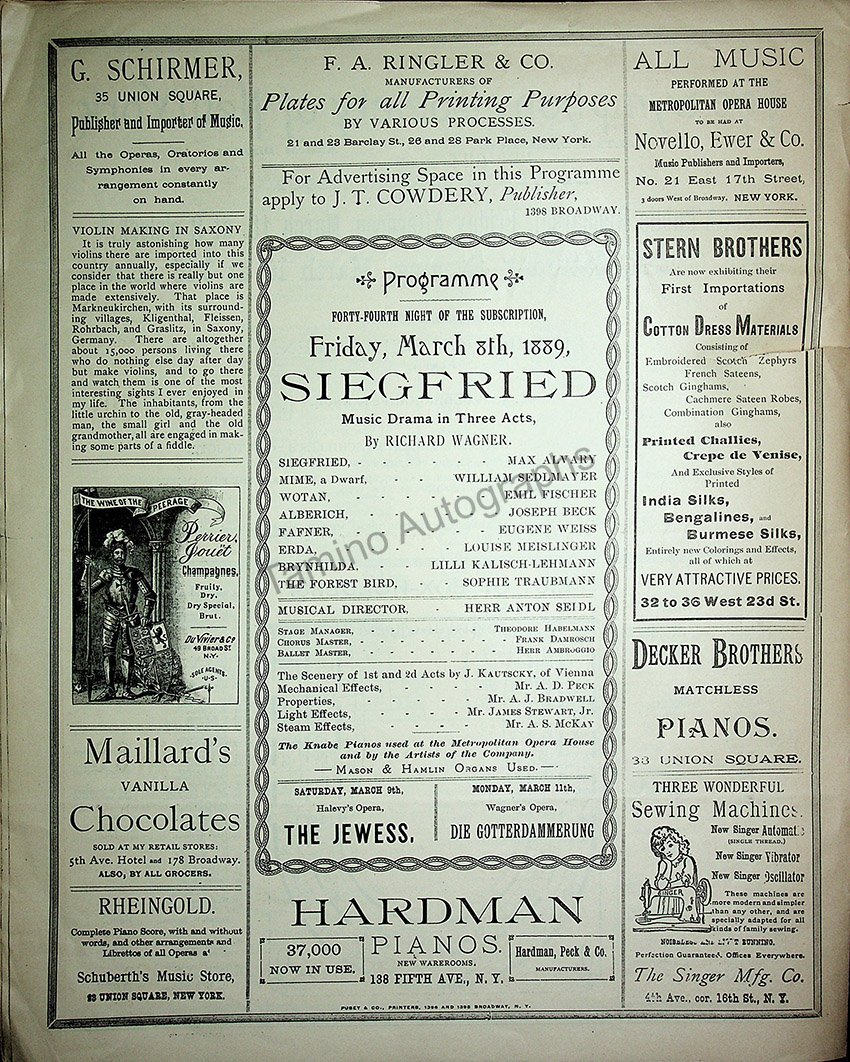 G. SCHIRMER,
35 UNION SQUARE,
Publisher and Importer of Music.
All the Operas, Oratorios and
Symphonies in every ar-
rangement constantly
on hand.
VIOLIN MAKING IN SAXONY
It is truly astonishing how many
violins there are imported into this
country annually, especially if we
consider that there is really but one
place in the world where violins are
made extensively. That place is
Markneukirchen, with its surround-
ing villages, Kligenthal, Fleissen,
Rohrbach, and Graslitz, in Saxony,
Germany. There are altogether
about 15,000 persons living there
who do nothing else day after day
but make violins, and to go there
and watch them is one of the most
interesting sights I ever enjoyed in
my life. The inhabitants, from the
little urchin to the old, gray-headed
man, the small girl and the old
grandmother, all are engaged in mak-
ing some parts of a fiddle.
THE WINE OF THE PEERAGE
Perrier,
Jouët
Champagnes,
Fruity,
Dry,
Dry Special,
Brut.
Du Vivier & Co
49 BROAD ST
N.Y.
SOLE AGENTS
U.S.
Maillard's
VANILLA
Chocolates
SOLD AT MY RETAIL STORES:
5th Ave. Hotel and 178 Broadway.
ALSO, BY ALL GROCERS.
RHEINGOLD.
Complete Piano Score, with and without
words, and other arrangements and
Librettos of all Operas at
Schuberth's Music Store,
23 UNION SQUARE, NEW YORK.
F. A. RINGLER & CO.
MANUFACTURERS OF
Plates for all Printing Purposes
BY VARIOUS PROCESSES.
21 and 23 Barclay St., 26 and 28 Park Place, New York.
For Advertising Space in this Programme
apply to J. T. COWDERY, Publisher,
1398 BROADWAY.
Programme
FORTY-FOURTH NIGHT OF THE SUBSCRIPTION,
Friday, March 8th, 1889,
SIEGFRIED
Music Drama in Three Acts,
By RICHARD WAGNER.
SIEGFRIED, - - - - - MAX ALVARY
MIME, a Dwarf, - - - WILLIAM SEDLMAYER
WOTAN, - - - - - EMIL FISCHER
ALBERICH, - - - - JOSEPH BECK
FAFNER, - - - - - EUGENE WEISS
ERDA, - - - - LOUISE MEISLINGER
BRYNHILDA, - - LILLI KALISCH-LEHMANN
THE FOREST BIRD, - - SOPHIE TRAUBMANN
MUSICAL DIRECTOR, - HERR ANTON SEIDL
STAGE MANAGER, - - - - - THEODORE HABELMANN
CHORUS MASTER, - - - - - FRANK DAMROSCH
BALLET MASTER, - - - - - HERR AMBROGGIO
The Scenery of 1st and 2d Acts by J. KAUTSCKY, of Vienna
Mechanical Effects, - - - - MR. A. D. PECK
Properties, - - - - MR. A. J. BRADWELL
Light Effects, - - - MR. JAMES STEWART, JR.
Steam Effects, - - - - MR. A. S. MCKAY
The Knabe Pianos used at the Metropolitan Opera House
and by the Artists of the Company.
— MASON & HAMLIN ORGANS USED. —
SATURDAY, MARCH 9th,
Halevy's Opera,
THE JEWESS.
MONDAY, MARCH 11th,
Wagner's Opera,
DIE GOTTERDAMMERUNG
HARDMAN
37,000
NOW IN USE.
PIANOS.
NEW WAREROOMS.
138 FIFTH AVE., N. Y.
Hardman, Peck & Co.
MANUFACTURERS.
PUSEY & CO., PRINTERS, 1396 AND 1398 BROADWAY, N. Y.
ALL MUSIC
PERFORMED AT THE
METROPOLITAN OPERA HOUSE
TO BE HAD AT
Novello, Ewer & Co.
Music Publishers and Importers,
No. 21 East 17th Street,
3 doors West of Broadway, NEW YORK.
STERN BROTHERS
Are now exhibiting their
First Importations
of
COTTON DRESS MATERIALS
Consisting of
Embroidered Scotch Zephyrs
French Sateens,
Scotch Ginghams,
Cachmere Sateen Robes,
Combination Ginghams,
also
Printed Challies,
Crepe de Venise,
And Exclusive Styles of
Printed
India Silks,
Bengalines, and
Burmese Silks,
Entirely new Colorings and Effects,
all of which at
VERY ATTRACTIVE PRICES.
32 to 36 West 23d St.
DECKER BROTHERS
MATCHLESS
PIANOS.
33 UNION SQUARE.
THREE WONDERFUL
Sewing Machines.
New Singer Automatic
(SINGLE THREAD.)
New Singer Vibrator
New Singer Oscillator
SINGER
These machines are
more modern and simpler
than any other, and are
specially adapted for all
kinds of family sewing.
RUNNING.
Perfection Guaranteed. Offices Everywhere.
The Singer Mfg. Co.
4th Ave., cor. 16th St., N. Y.
Tamino Autographs